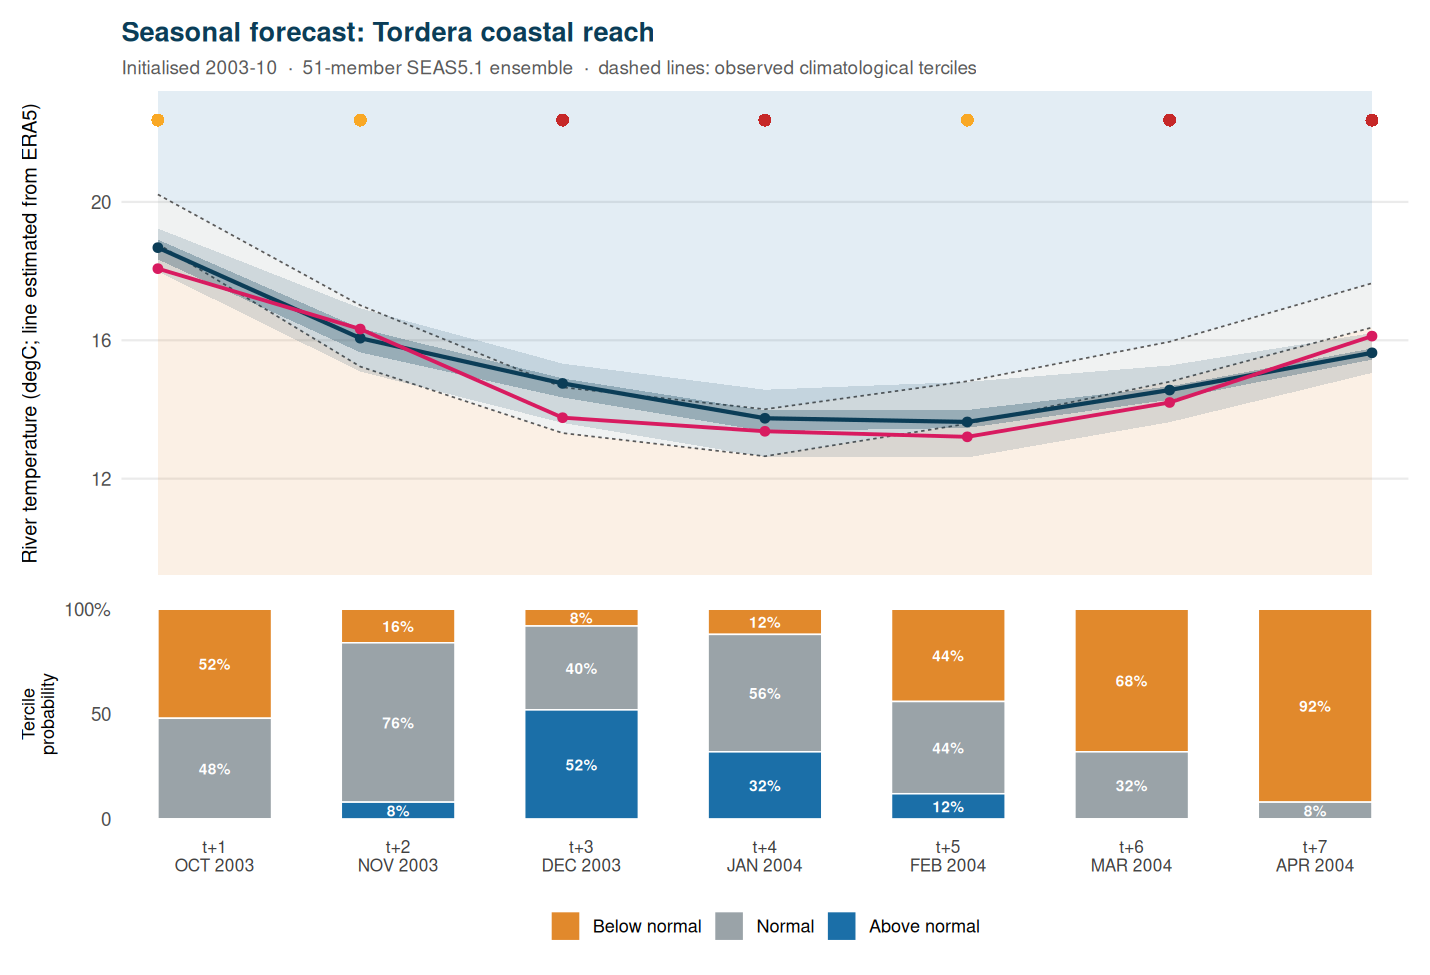 Seasonal forecast: Tordera coastal reach
Initialised 2003-10 · 51-member SEAS5.1 ensemble · dashed lines: observed climatological terciles
River temperature (degC; line estimated from ERA5)
20
16
12
Tercile
probability
100%
50
0
52%
48%
16%
76%
8%
8%
40%
52%
12%
56%
32%
44%
44%
12%
68%
32%
92%
8%
t+1
OCT 2003
t+2
NOV 2003
t+3
DEC 2003
t+4
JAN 2004
t+5
FEB 2004
t+6
MAR 2004
t+7
APR 2004
Below normal
Normal
Above normal